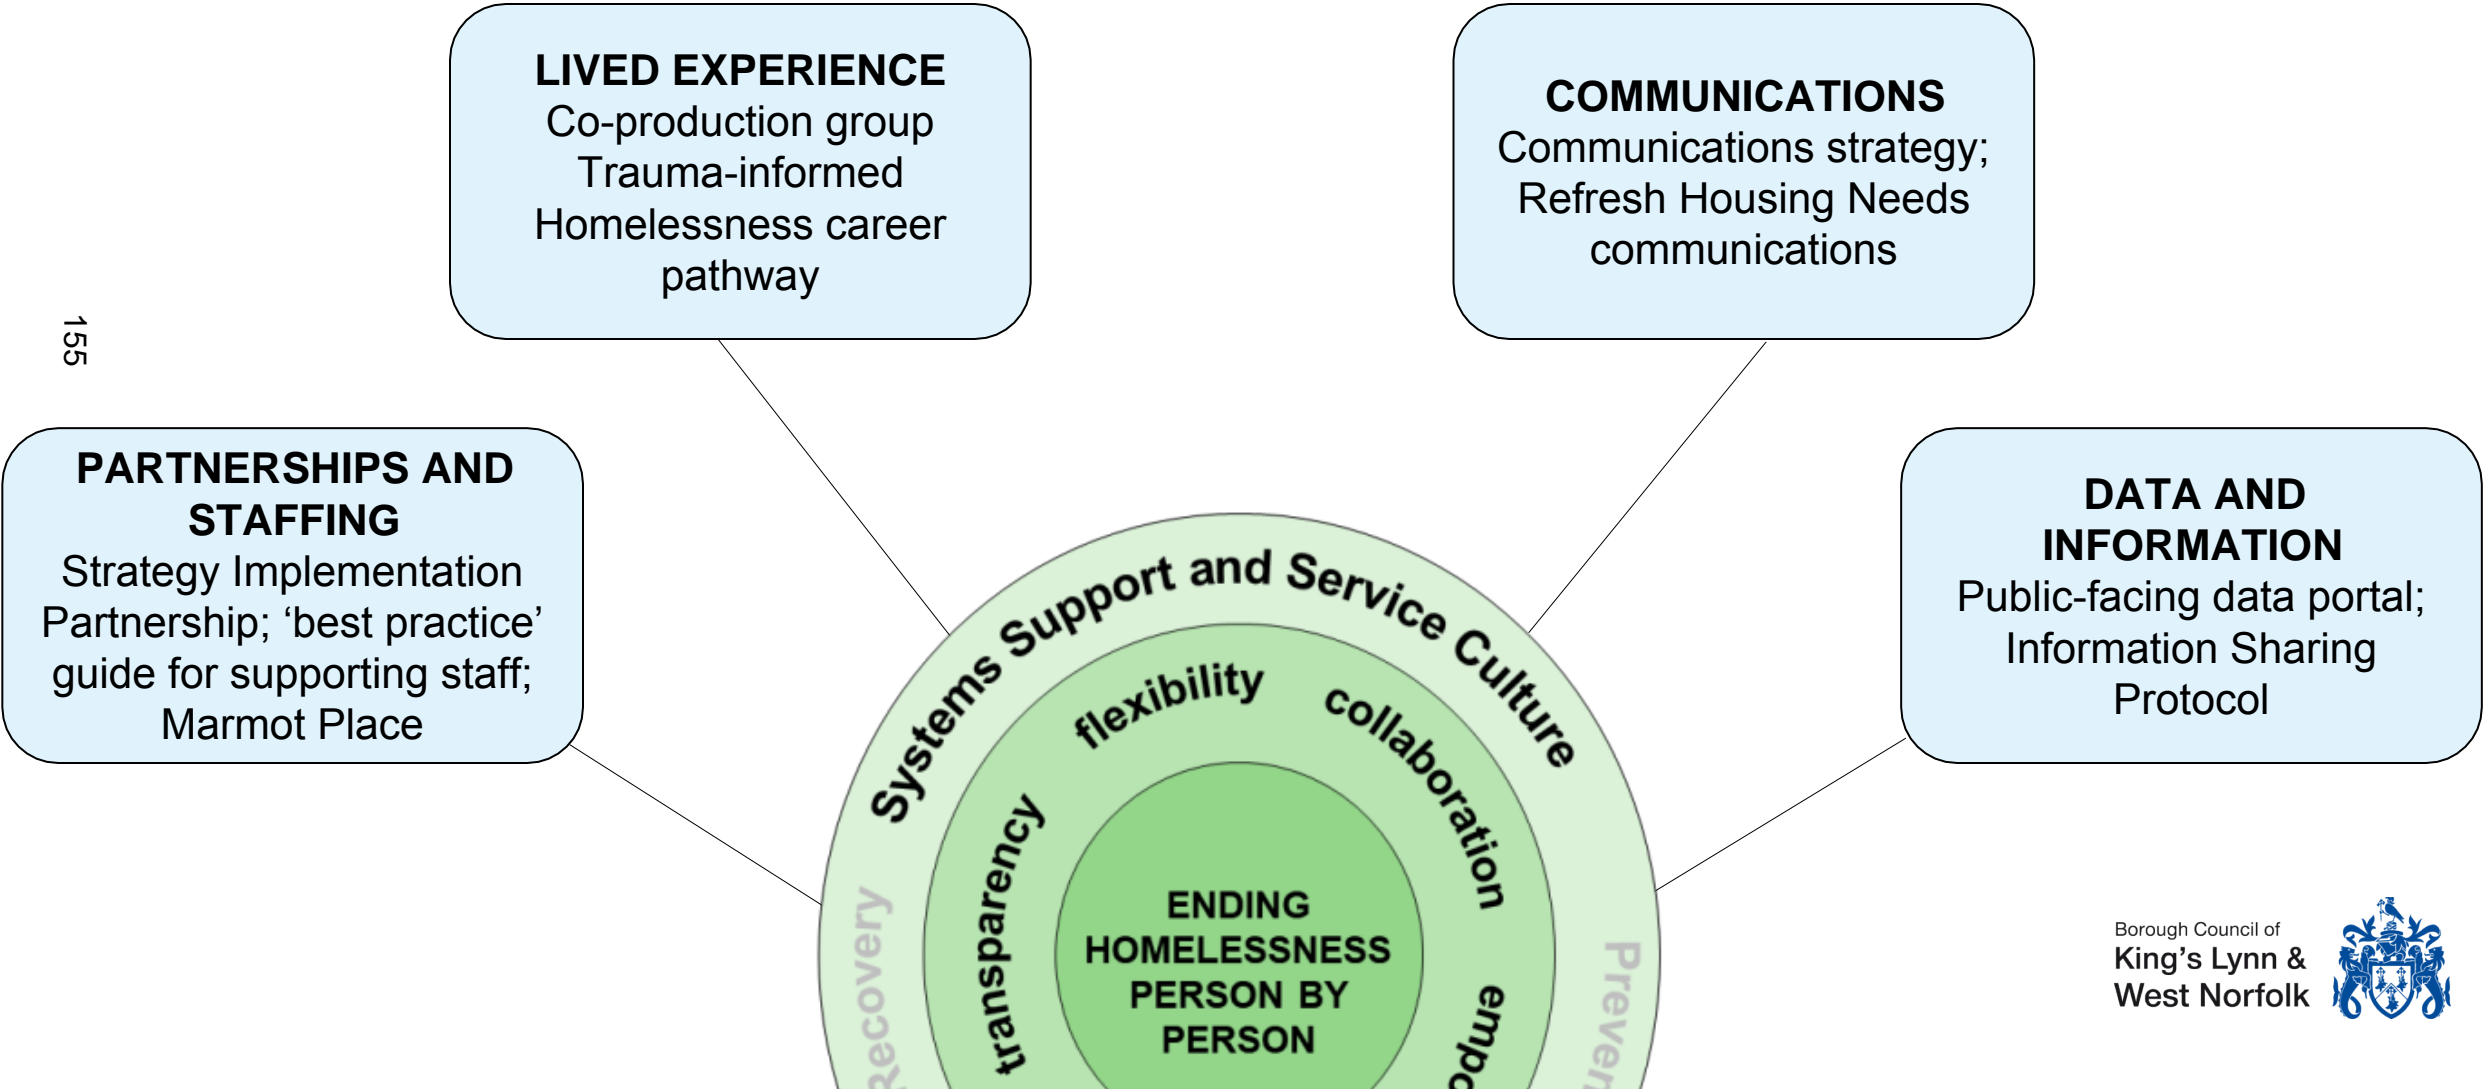 LIVED EXPERIENCE
Co-production group
Trauma-informed
Homelessness career
pathway
COMMUNICATIONS
Communications strategy;
Refresh Housing Needs
communications
155
PARTNERSHIPS AND
STAFFING
Strategy Implementation
Partnership; ‘best practice’
guide for supporting staff;
Marmot Place
DATA AND
INFORMATION
Public-facing data portal;
Information Sharing
Protocol
Systems Support and Service Culture
flexibility
collaboration
transparency
ENDING
HOMELESSNESS
PERSON BY
PERSON
Recovery
Borough Council of
King’s Lynn &
West Norfolk